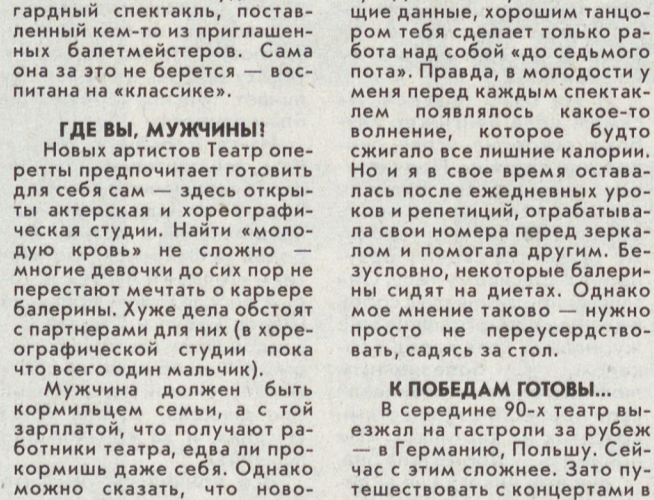 гардный спектакль, постав-
ленный кем-то из приглашен-
ных балетмейстеров. Сама
она за это не берется — вос-
питана на «классике».
ГДЕ ВЫ, МУЖЧИНЫ?
Новых артистов Театр опе-
ретты предпочитает готовить
для себя сам — здесь откры-
ты актерская и хореографи-
ческая студии. Найти «моло-
дую кровь» не сложно —
многие девочки до сих пор не
перестают мечтать о карьере
балерины. Хуже дела обстоят
с партнерами для них (в хоре-
ографической студии пока
что всего один мальчик).
Мужчина должен быть
кормильцем семьи, а с той
зарплатой, что получают ра-
ботники театра, едва ли про-
кормишь даже себя. Однако
можно сказать, что ново-
щие данные, хорошим танцо-
ром тебя сделает только ра-
бота над собой «до седьмого
пота». Правда, в молодости у
меня перед каждым спектак-
лем появлялось какое-то
волнение, которое будто
сжигало все лишние калории.
Но и я в свое время остава-
лась после ежедневных уро-
ков и репетиций, отрабатыва-
ла свои номера перед зерка-
лом и помогала другим. Бе-
зусловно, некоторые балери-
ны сидят на диетах. Однако
мое мнение таково — нужно
просто не переусердство-
вать, садясь за стол.
К ПОБЕДАМ ГОТОВЫ...
В середине 90-х театр вы-
езжал на гастроли за рубеж
— в Германию, Польшу. Сей-
час с этим сложнее. Зато пу-
тешествовать с концертами в